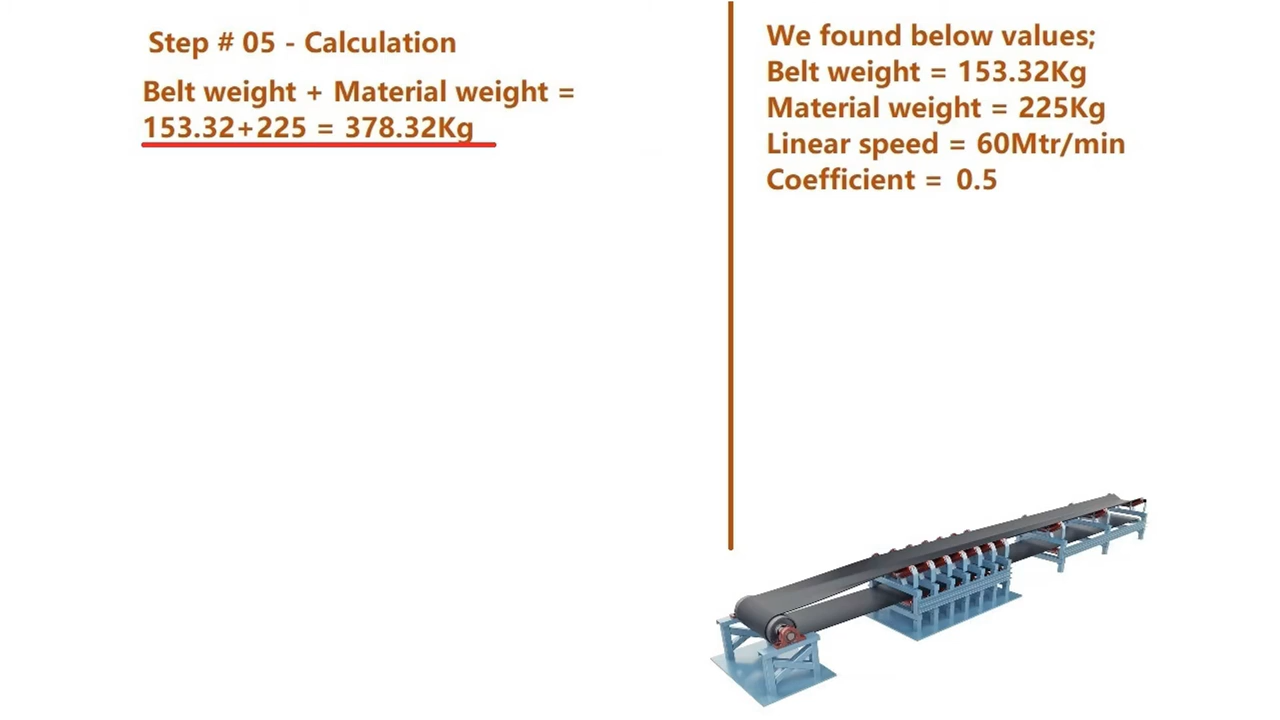 Step # 05 - Calculation
Belt weight + Material weight =
153.32+225 = 378.32Kg
We found below values;
Belt weight = 153.32Kg
Material weight = 225Kg
Linear speed = 60Mtr/min
Coefficient = 0.5